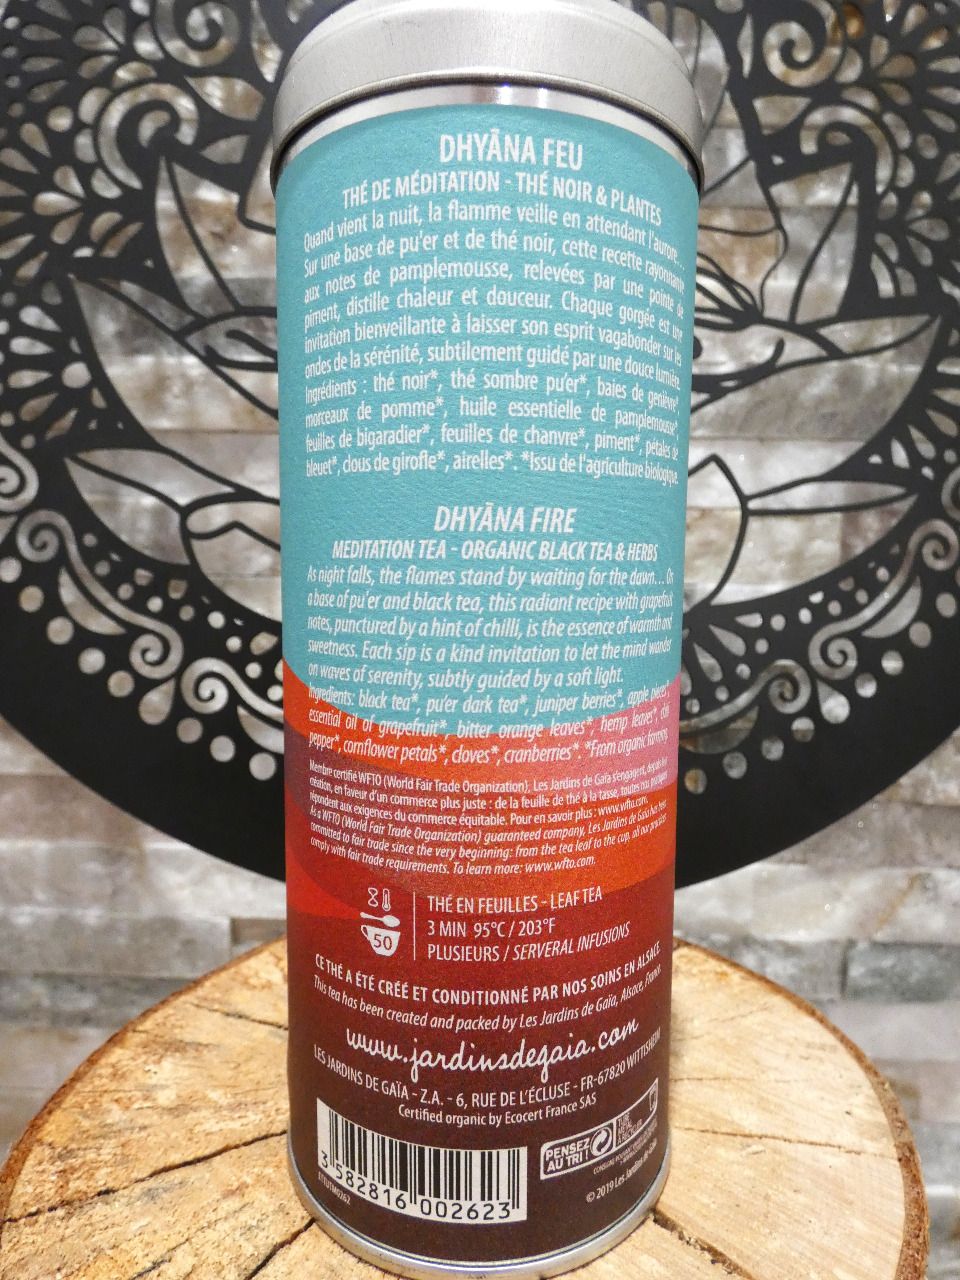 DHYĀNA FEU
THÉ DE MÉDITATION - THÉ NOIR & PLANTES
Quand vient la nuit, la flamme veille en attendant l'aurore...
Sur une base de pu'er et de thé noir, cette recette rayonnante
aux notes de pamplemousse, relevées par une pointe de
piment, distille chaleur et douceur. Chaque gorgée est une
invitation bienveillante à laisser son esprit vagabonder sur les
ondes de la sérénité, subtilement guidé par une douce lumière.
Ingrédients : thé noir*, thé sombre pu'er*, baies de genièvre*,
morceaux de pomme*, huile essentielle de pamplemousse*,
feuilles de bigaradier*, feuilles de chanvre*, piment*, pétales de
bleuet*, clous de girofle*, airelles*. *Issu de l'agriculture biologique.
DHYĀNA FIRE
MEDITATION TEA - ORGANIC BLACK TEA & HERBS
As night falls, the flames stand by waiting for the dawn... On
a base of pu'er and black tea, this radiant recipe with grapefruit
notes, punctured by a hint of chilli, is the essence of warmth and
sweetness. Each sip is a kind invitation to let the mind wander
on waves of serenity, subtly guided by a soft light.
Ingredients: black tea*, pu'er dark tea*, juniper berries*, apple pieces*,
essential oil of grapefruit*, bitter orange leaves*, hemp leaves*, chili
pepper*, cornflower petals*, cloves*, cranberries*. *From organic farming.
Membre certifié WFTO (World Fair Trade Organization), Les Jardins de Gaïa s'engagent, depuis leur
création, en faveur d'un commerce plus juste : de la feuille de thé à la tasse, toutes nos pratiques
répondent aux exigences du commerce équitable. Pour en savoir plus : www.wfto.com.
As a WFTO (World Fair Trade Organization) guaranteed company, Les Jardins de Gaïa has been
committed to fair trade since the very beginning: from the tea leaf to the cup, all our practices
comply with fair trade requirements. To learn more: www.wfto.com.
50
THÉ EN FEUILLES - LEAF TEA
3 MIN 95°C / 203°F
PLUSIEURS / SERVERAL INFUSIONS
CE THÉ A ÉTÉ CRÉÉ ET CONDITIONNÉ PAR NOS SOINS EN ALSACE.
This tea has been created and packed by Les Jardins de Gaïa, Alsace, France.
www.jardinsdegaia.com
LES JARDINS DE GAÏA - Z.A. - 6, RUE DE L'ÉCLUSE - FR-67820 WITTISHEIM
Certified organic by Ecocert France SAS
3 582816 002623
PENSEZ
AU TRI !
TUBE
MÉTAL
À RECYCLER
© 2019 Les Jardins de Gaïa